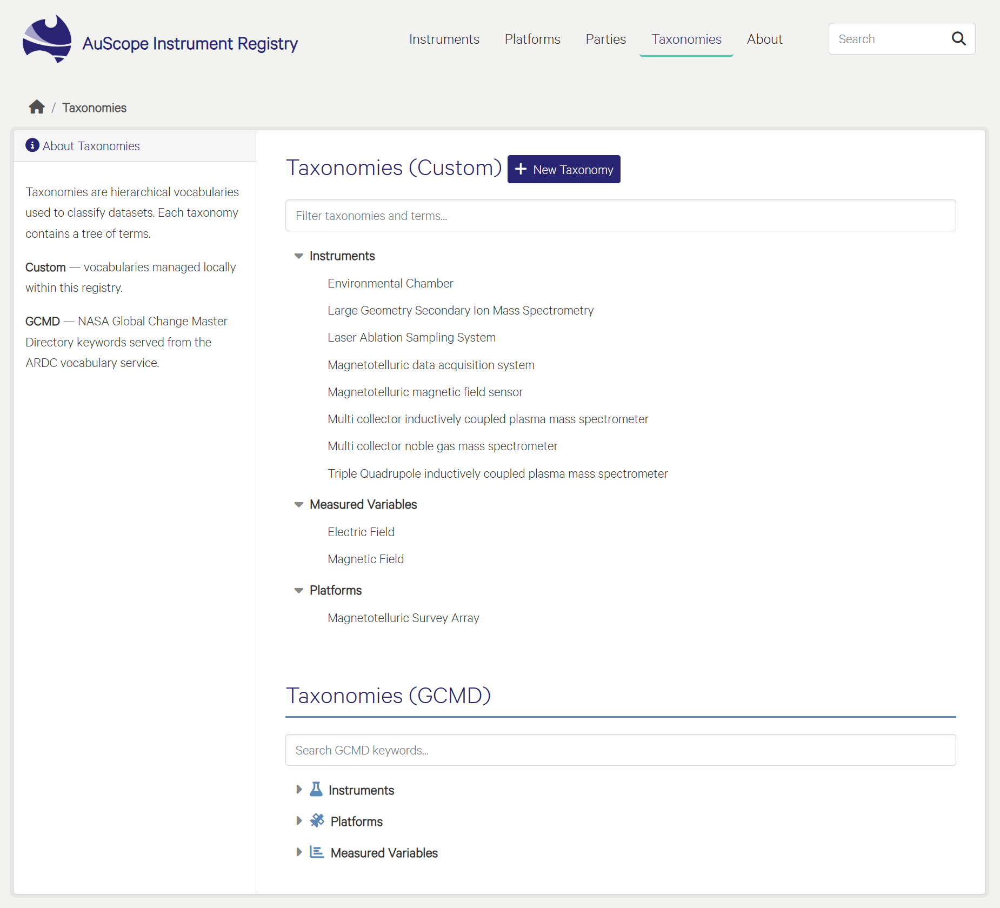 AuScope Instrument Registry
Instruments
Platforms
Parties
Taxonomies
About
Search
/ Taxonomies
About Taxonomies
Taxonomies are hierarchical vocabularies
used to classify datasets. Each taxonomy
contains a tree of terms.
Custom — vocabularies managed locally
within this registry.
GCMD — NASA Global Change Master
Directory keywords served from the
ARDC vocabulary service.
Taxonomies (Custom)
+ New Taxonomy
Filter taxonomies and terms...
Instruments
Environmental Chamber
Large Geometry Secondary Ion Mass Spectrometry
Laser Ablation Sampling System
Magnetotelluric data acquisition system
Magnetotelluric magnetic field sensor
Multi collector inductively coupled plasma mass spectrometer
Multi collector noble gas mass spectrometer
Triple Quadrupole inductively coupled plasma mass spectrometer
Measured Variables
Electric Field
Magnetic Field
Platforms
Magnetotelluric Survey Array
Taxonomies (GCMD)
Search GCMD keywords...
Instruments
Platforms
Measured Variables